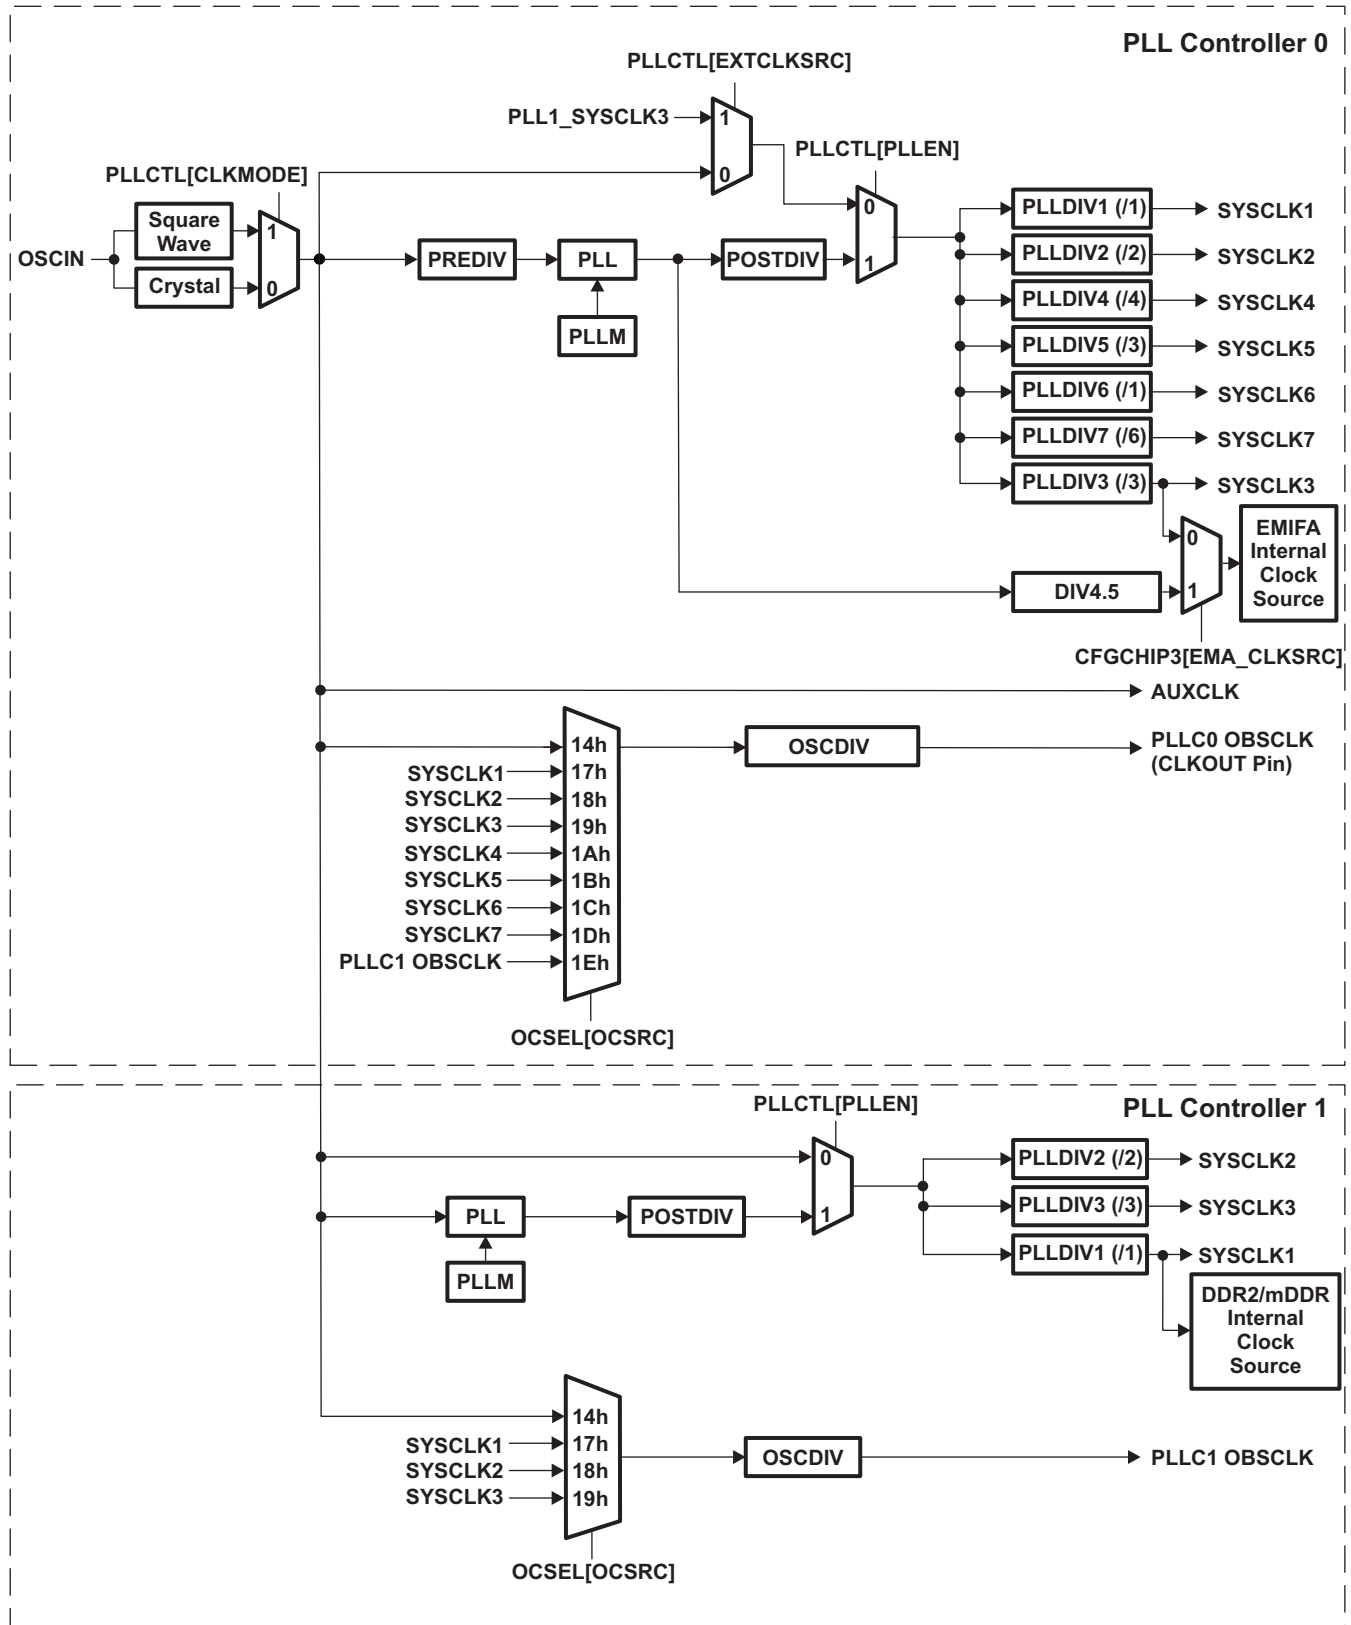 PLL Controller 0
PLLCTL[EXTCLKSRC]
PLL1_SYSCLK3
1
0
PLLCTL[PLLEN]
0
1
PLLCTL[CLKMODE]
OSCIN
Square
Wave
Crystal
1
0
PREDIV
PLL
PLLM
POSTDIV
PLLDIV1 (/1)
SYSCLK1
PLLDIV2 (/2)
SYSCLK2
PLLDIV4 (/4)
SYSCLK4
PLLDIV5 (/3)
SYSCLK5
PLLDIV6 (/1)
SYSCLK6
PLLDIV7 (/6)
SYSCLK7
PLLDIV3 (/3)
SYSCLK3
0
1
EMIFA
Internal
Clock
Source
DIV4.5
CFGCHIP3[EMA_CLKSRC]
AUXCLK
14h
OSCDIV
PLLC0 OBSCLK
(CLKOUT Pin)
SYSCLK1
17h
SYSCLK2
18h
SYSCLK3
19h
SYSCLK4
1Ah
SYSCLK5
1Bh
SYSCLK6
1Ch
SYSCLK7
1Dh
PLLC1 OBSCLK
1Eh
OCSEL[OCSRC]
PLL Controller 1
PLLCTL[PLLEN]
0
1
PLL
PLLM
POSTDIV
PLLDIV2 (/2)
SYSCLK2
PLLDIV3 (/3)
SYSCLK3
PLLDIV1 (/1)
SYSCLK1
DDR2/mDDR
Internal
Clock
Source
14h
SYSCLK1
17h
SYSCLK2
18h
SYSCLK3
19h
OSCDIV
PLLC1 OBSCLK
OCSEL[OCSRC]